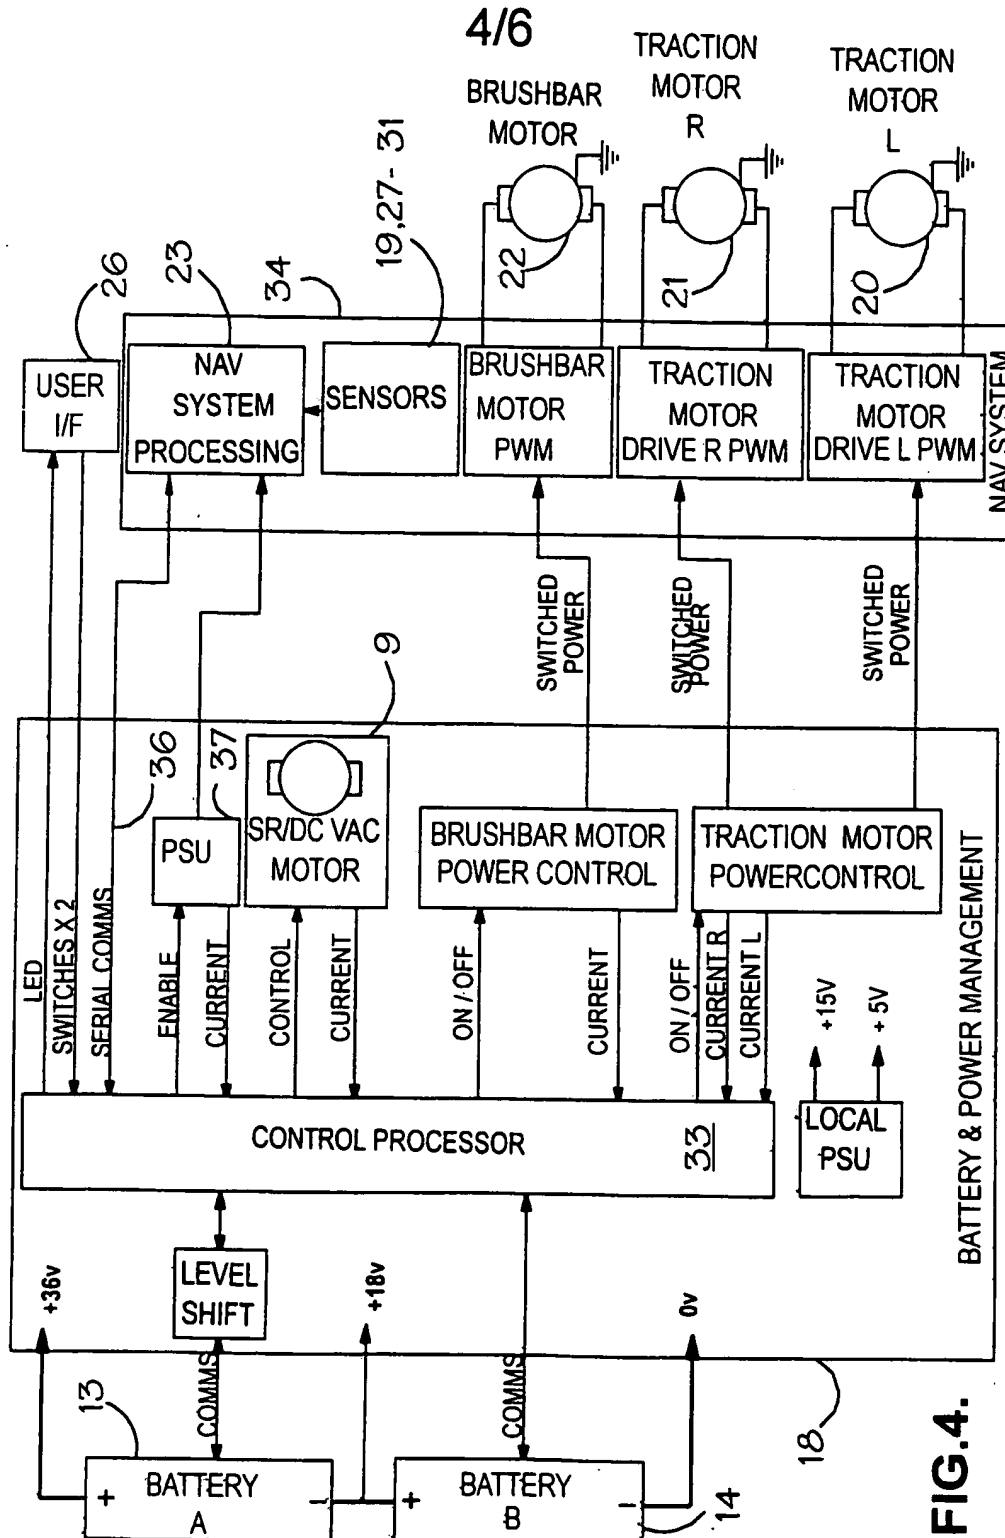 4/6
BRUSHBAR
MOTOR
TRACTION
MOTOR
R
TRACTION
MOTOR
L
22
21
20
26
23
34
19,27-31
USER
I/F
NAV
SYSTEM
PROCESSING
SENSORS
BRUSHBAR
MOTOR
PWM
TRACTION
MOTOR
DRIVE R PWM
TRACTION
MOTOR
DRIVE L PWM
NAV SYSTEM
SWITCHED
POWER
SWITCHED
POWER
SWITCHED
POWER
36
37
9
PSU
SR/DC VAC
MOTOR
BRUSHBAR MOTOR
POWER CONTROL
TRACTION MOTOR
POWERCONTROL
LED
SWITCHES X 2
SERIAL COMMS
ENABLE
CURRENT
CONTROL
CURRENT
ON / OFF
CURRENT
ON / OFF
CURRENT R
CURRENT L
+15V
+ 5V
CONTROL PROCESSOR
33
LOCAL
PSU
BATTERY & POWER MANAGEMENT
+36v
LEVEL
SHIFT
+18v
0v
13
COMMS
COMMS
18
+
BATTERY
A
-
+
BATTERY
B
-
14
FIG.4.